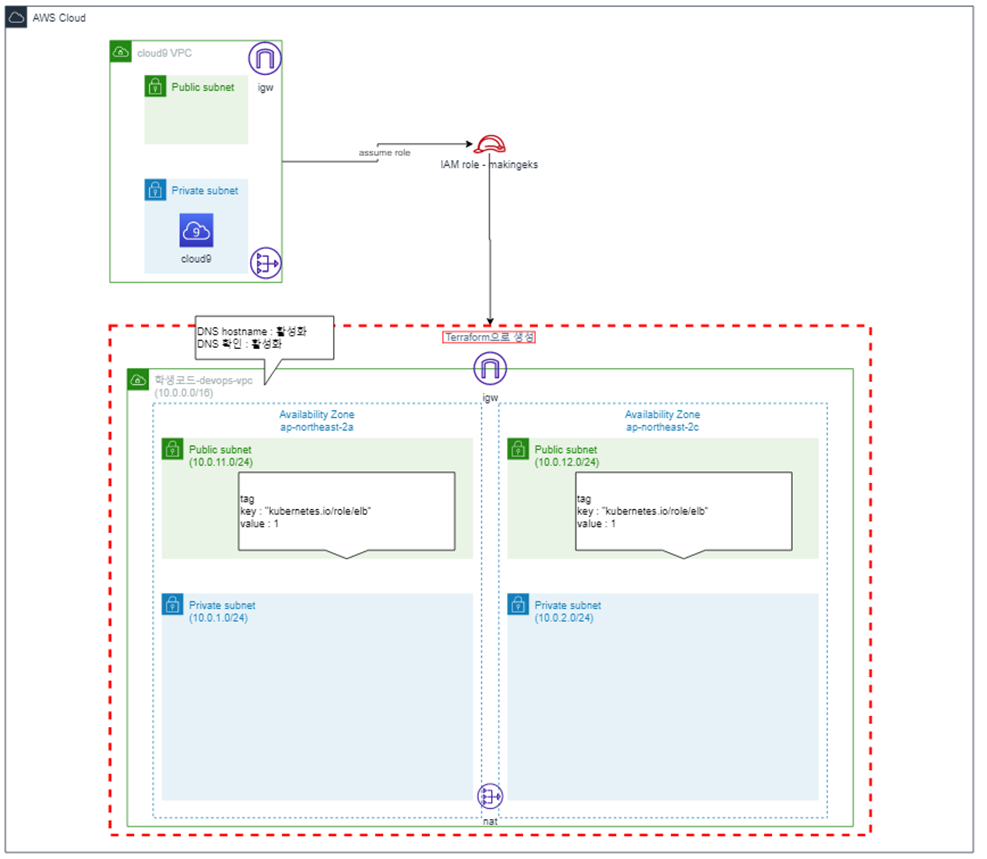 AWS Cloud
cloud9 VPC
igw
Public subnet
Private subnet
cloud9
assume role
IAM role - makingeks
DNS hostname : 활성화
DNS 확인 : 활성화
Terraform으로 생성
igw
학생코드-devops-vpc
(10.0.0.0/16)
Availability Zone
ap-northeast-2a
Public subnet
(10.0.11.0/24)
tag
key : "kubernetes.io/role/elb"
value : 1
Private subnet
(10.0.1.0/24)
Availability Zone
ap-northeast-2c
Public subnet
(10.0.12.0/24)
tag
key : "kubernetes.io/role/elb"
value : 1
Private subnet
(10.0.2.0/24)
nat